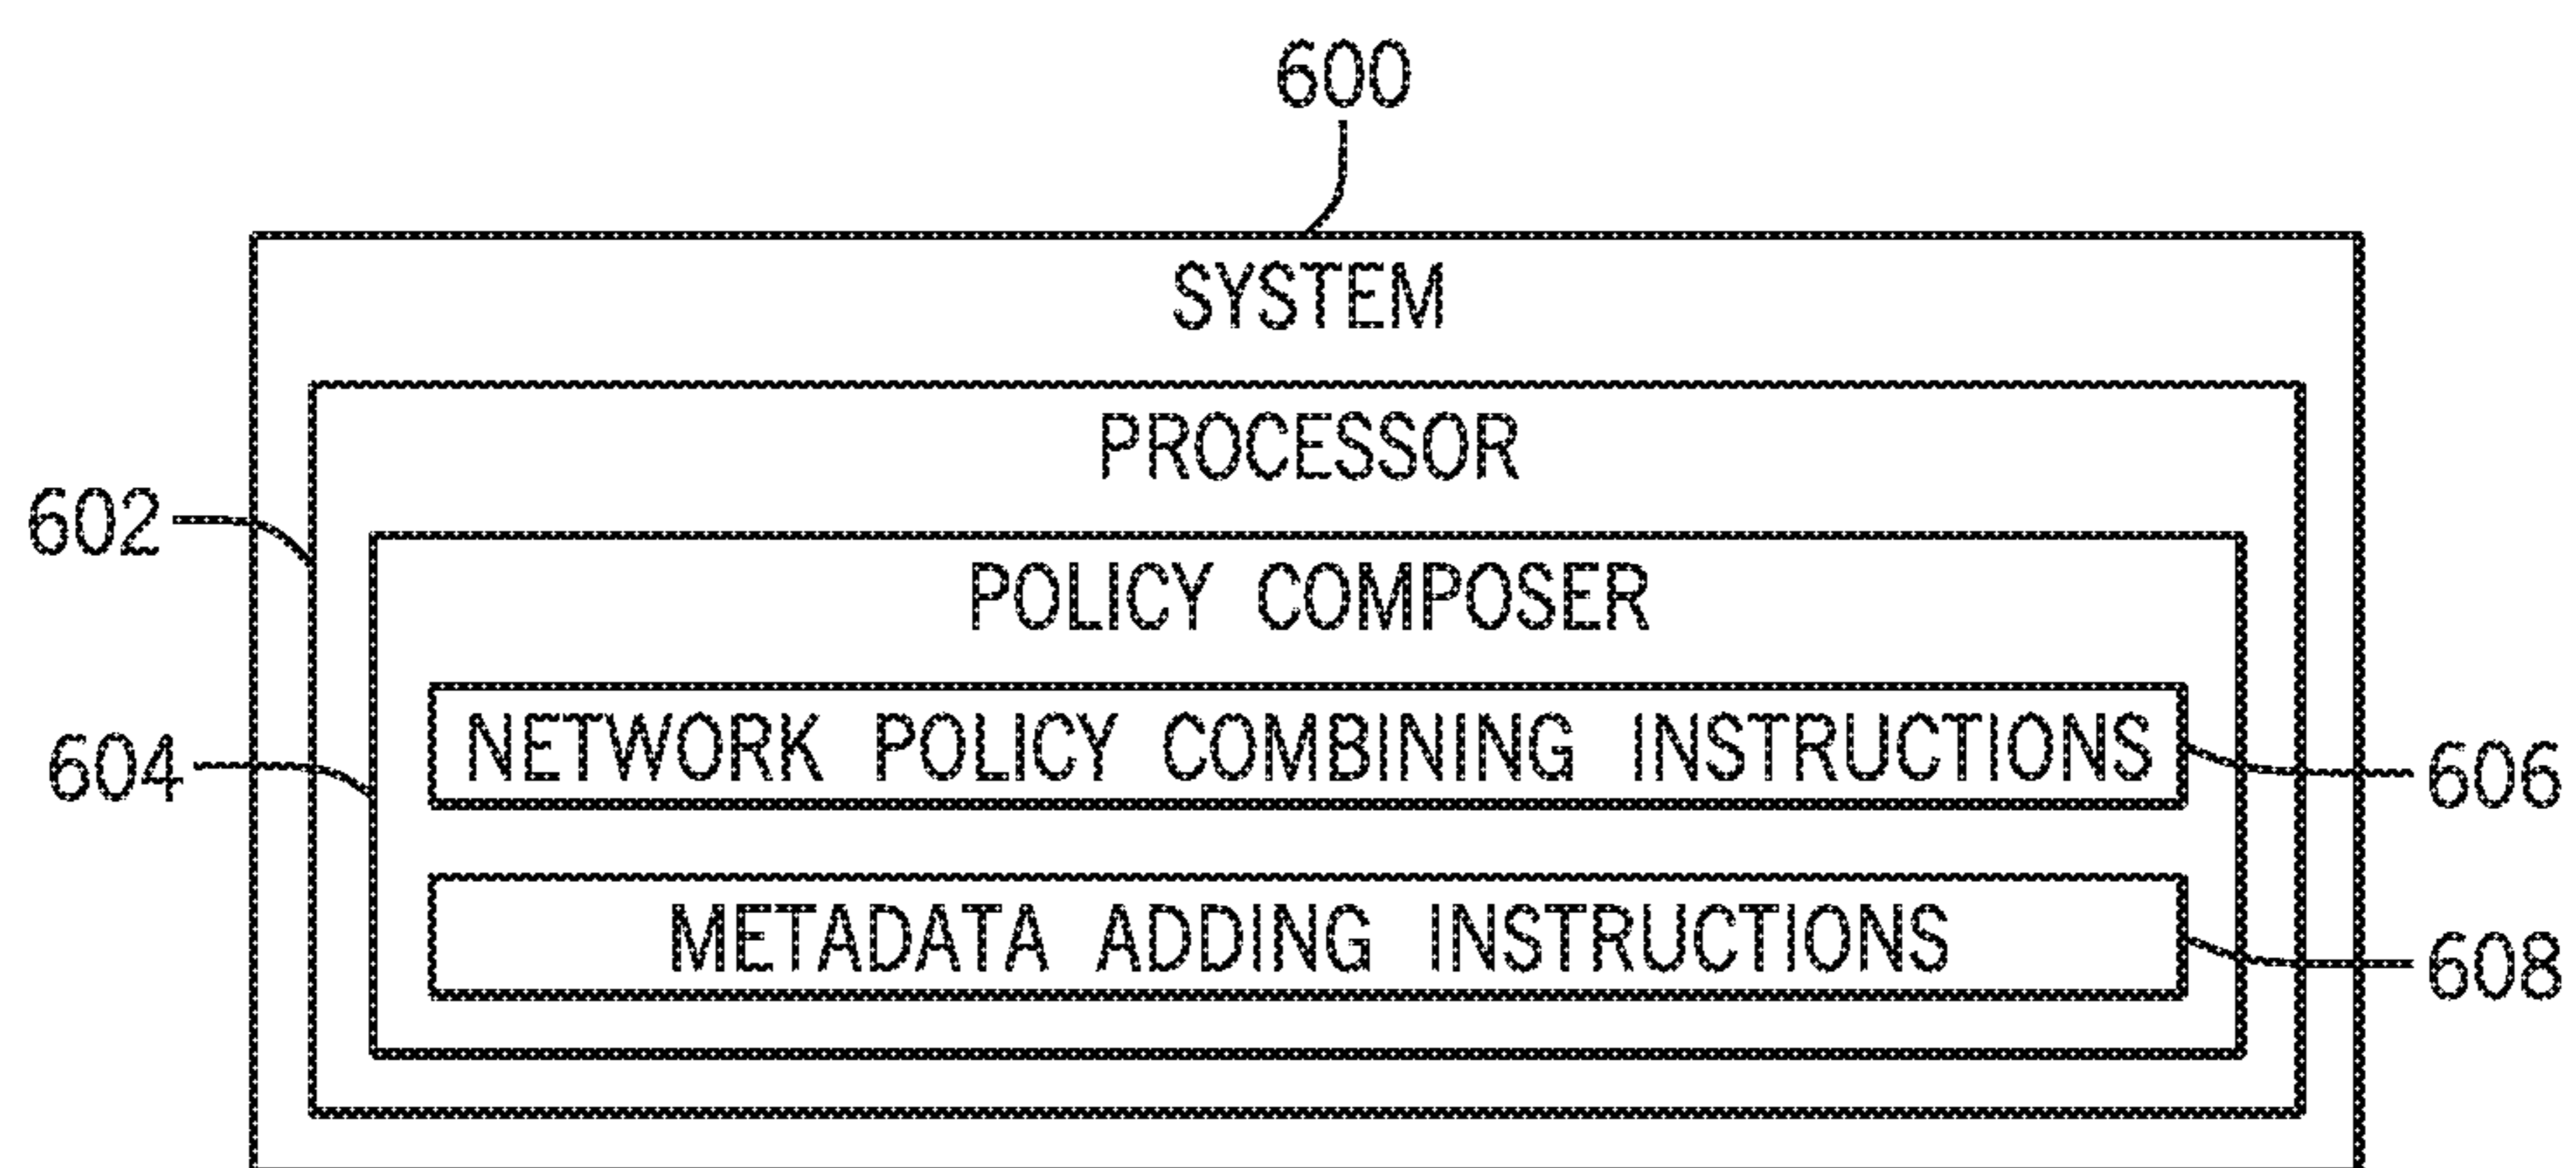 600
SYSTEM
PROCESSOR
602
POLICY COMPOSER
NETWORK POLICY COMBINING INSTRUCTIONS
604
606
METADATA ADDING INSTRUCTIONS
608